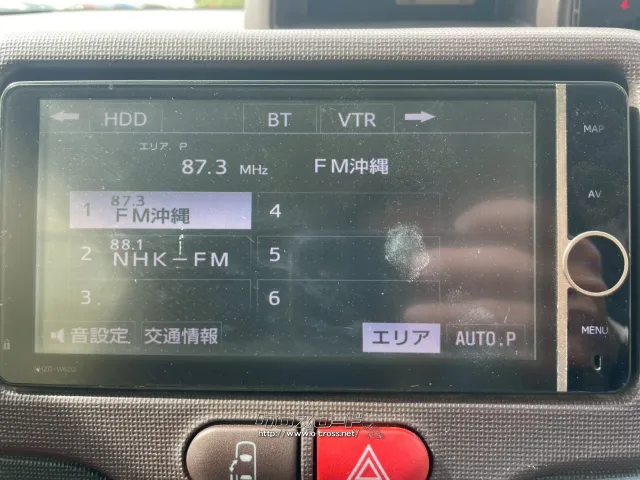 HDD BT VTR
MAP
エリア P
87.3 MHz FM沖縄
AV
1 87.3 FM沖縄 4
2 88.1 NHK-FM 5
3 6
音設定 交通情報 エリア AUTO.P
MENU
http://www.o-cross.net/